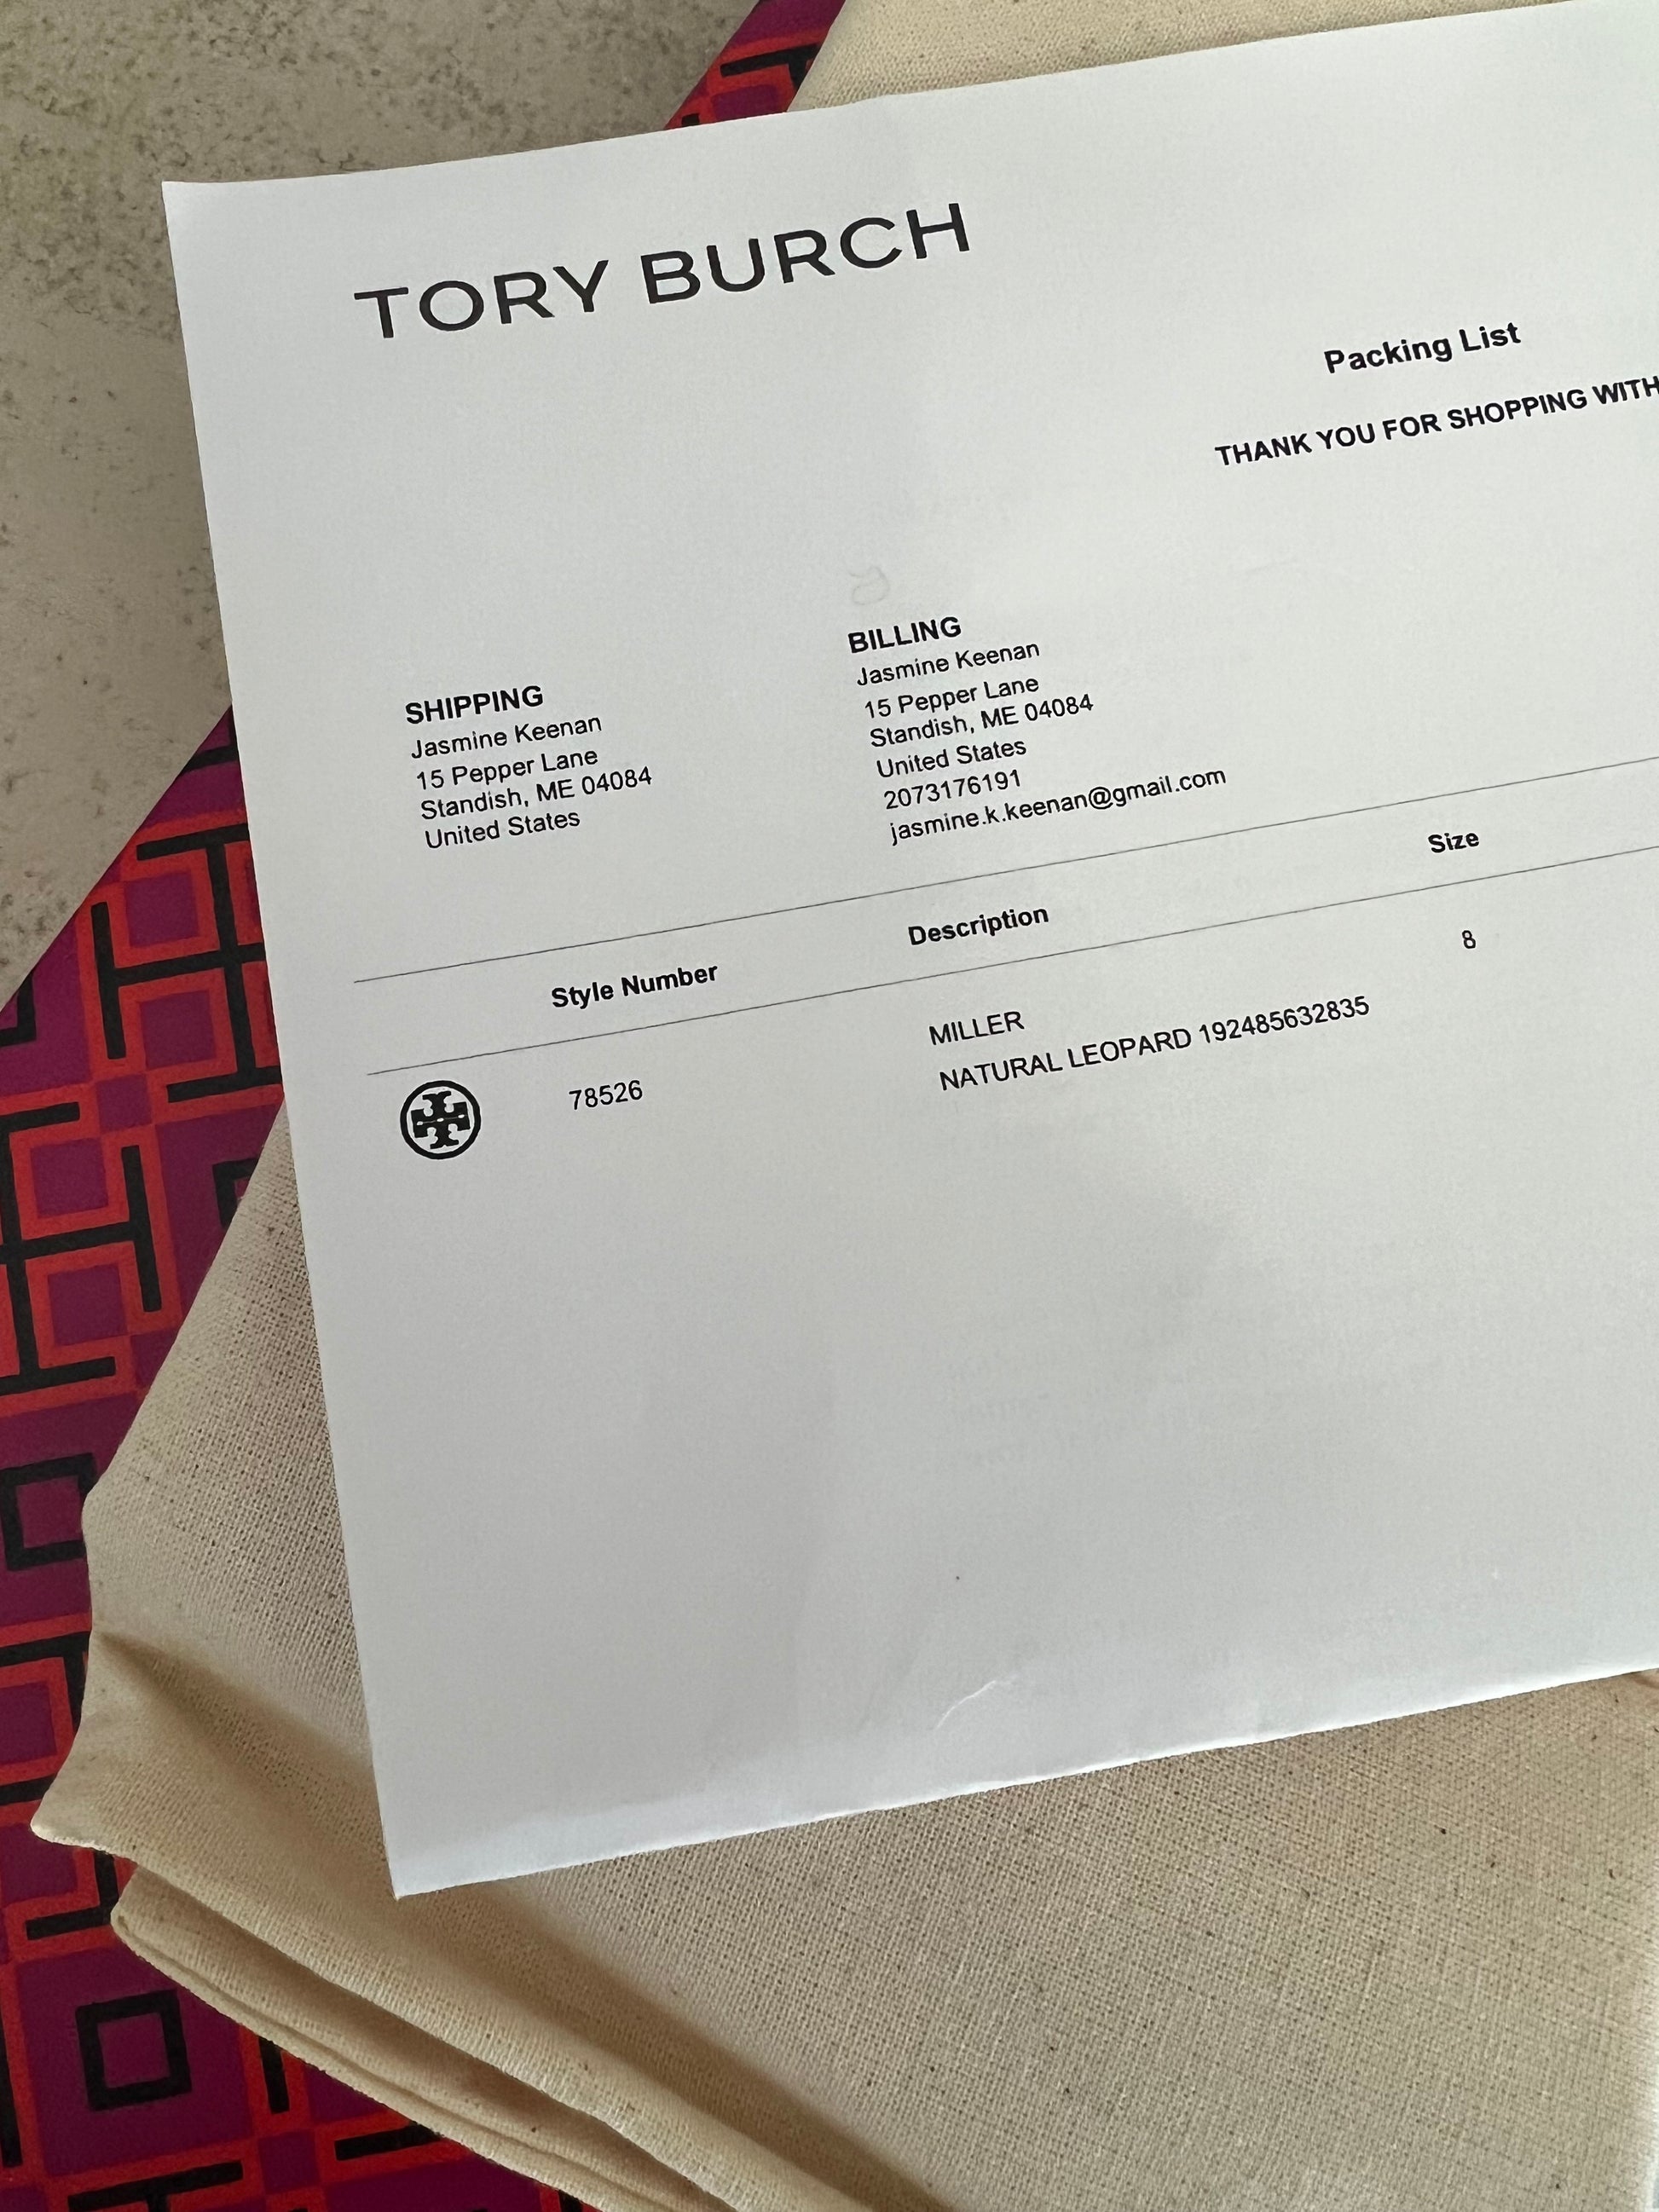 TORY BURCH
Packing List
THANK YOU FOR SHOPPING WITH
SHIPPING
Jasmine Keenan
15 Pepper Lane
Standish, ME 04084
United States
BILLING
Jasmine Keenan
15 Pepper Lane
Standish, ME 04084
United States
2073176191
jasmine.k.keenan@gmail.com
Style Number Description Size
78526 MILLER 8
NATURAL LEOPARD 192485632835